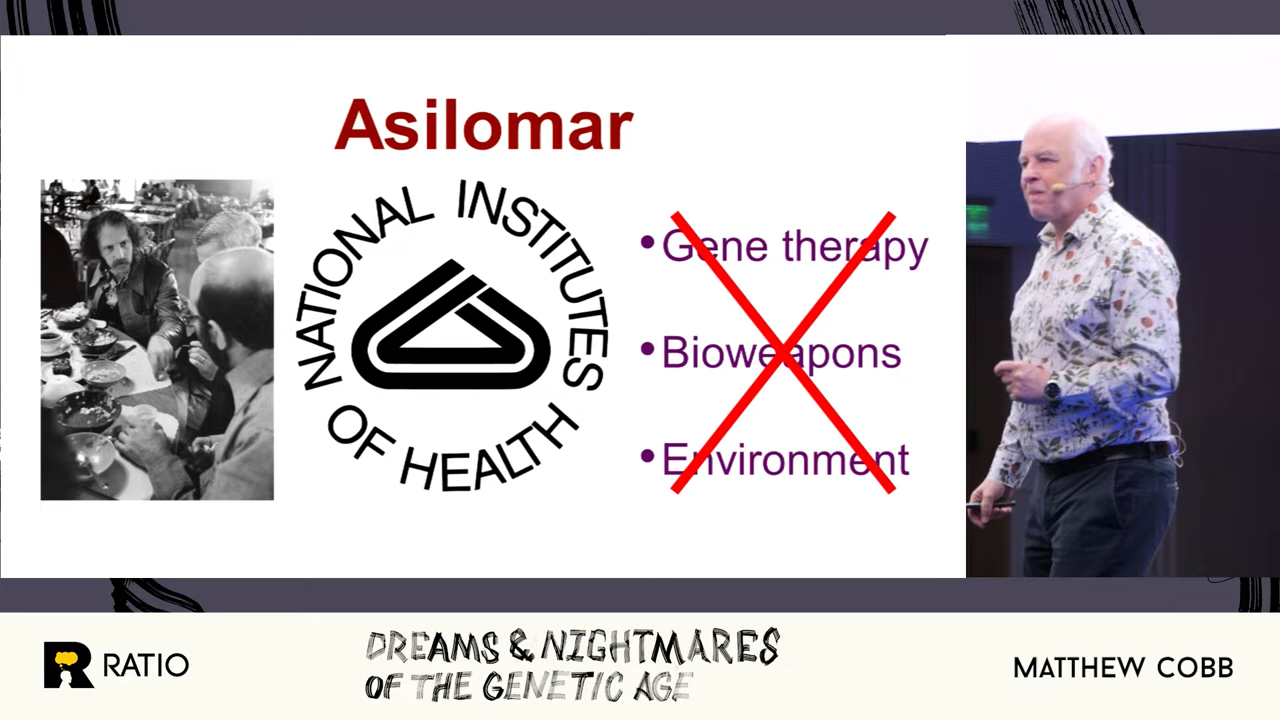 Asilomar
NATIONAL INSTITUTES
OF HEALTH
•Gene therapy
•Bioweapons
•Environment
R RATIO
DREAMS & NIGHTMARES
OF THE GENETIC AGE
MATTHEW COBB